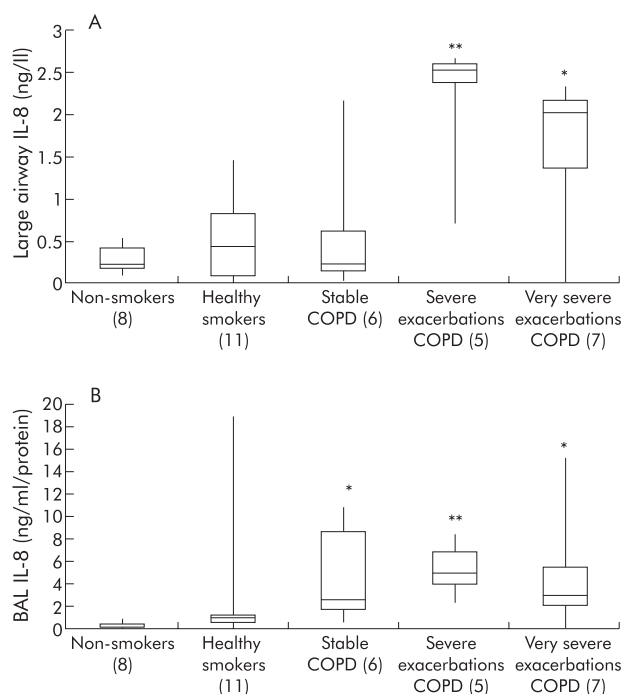 A
Large airway IL-8 (ng/ll)
3
2.5
2
1.5
1
0.5
0
**
*
Non-smokers
(8)
Healthy
smokers
(11)
Stable
COPD (6)
Severe
exacerbations
COPD (5)
Very severe
exacerbations
COPD (7)
B
BAL IL-8 (ng/ml/protein)
20
18
16
14
12
10
8
6
4
2
0
*
**
*
Non-smokers
(8)
Healthy
smokers
(11)
Stable
COPD (6)
Severe
exacerbations
COPD (5)
Very severe
exacerbations
COPD (7)